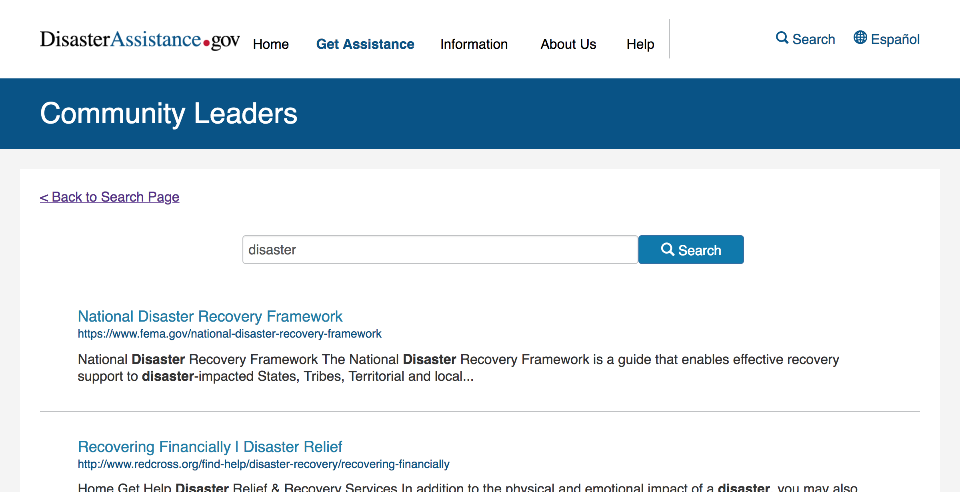 DisasterAssistance.gov Home Get Assistance Information About Us Help Search Español
Community Leaders
< Back to Search Page
disaster Search
National Disaster Recovery Framework
https://www.fema.gov/national-disaster-recovery-framework
National Disaster Recovery Framework The National Disaster Recovery Framework is a guide that enables effective recovery
support to disaster-impacted States, Tribes, Territorial and local...
Recovering Financially | Disaster Relief
http://www.redcross.org/find-help/disaster-recovery/recovering-financially
Home Get Help Disaster Relief & Recovery Services In addition to the physical and emotional impact of a disaster, you may also